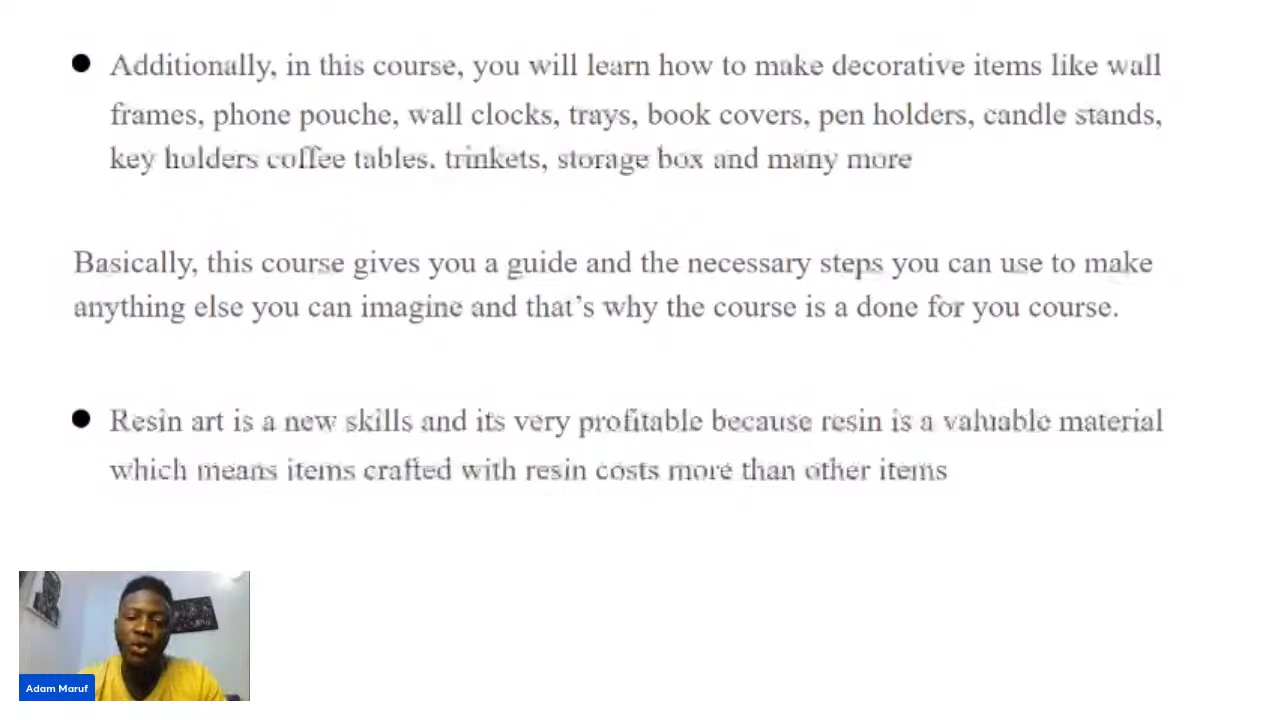 Additionally, in this course, you will learn how to make decorative items like wall
frames, phone pouche, wall clocks, trays, book covers, pen holders, candle stands,
key holders coffee tables. trinkets, storage box and many more
Basically, this course gives you a guide and the necessary steps you can use to make
anything else you can imagine and that's why the course is a done for you course.
Resin art is a new skills and its very profitable because resin is a valuable material
which means items crafted with resin costs more than other items
Adam Maruf